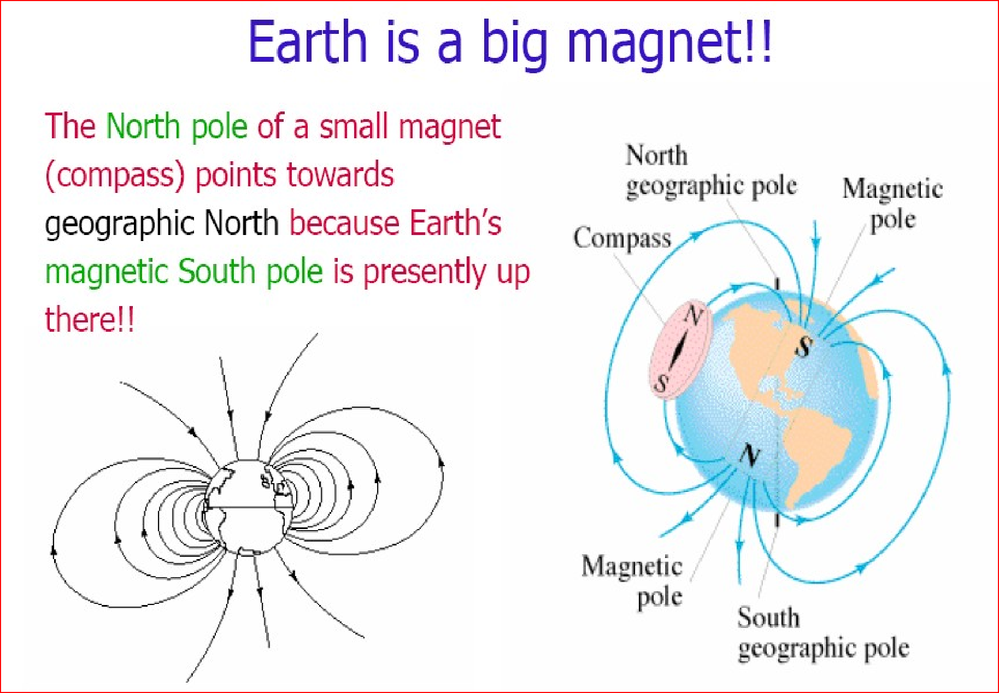 Earth is a big magnet!!
The North pole of a small magnet
(compass) points towards
geographic North because Earth's
magnetic South pole is presently up
there!!
North
geographic pole
Magnetic
pole
Compass
N
S
S
N
Magnetic
pole
South
geographic pole